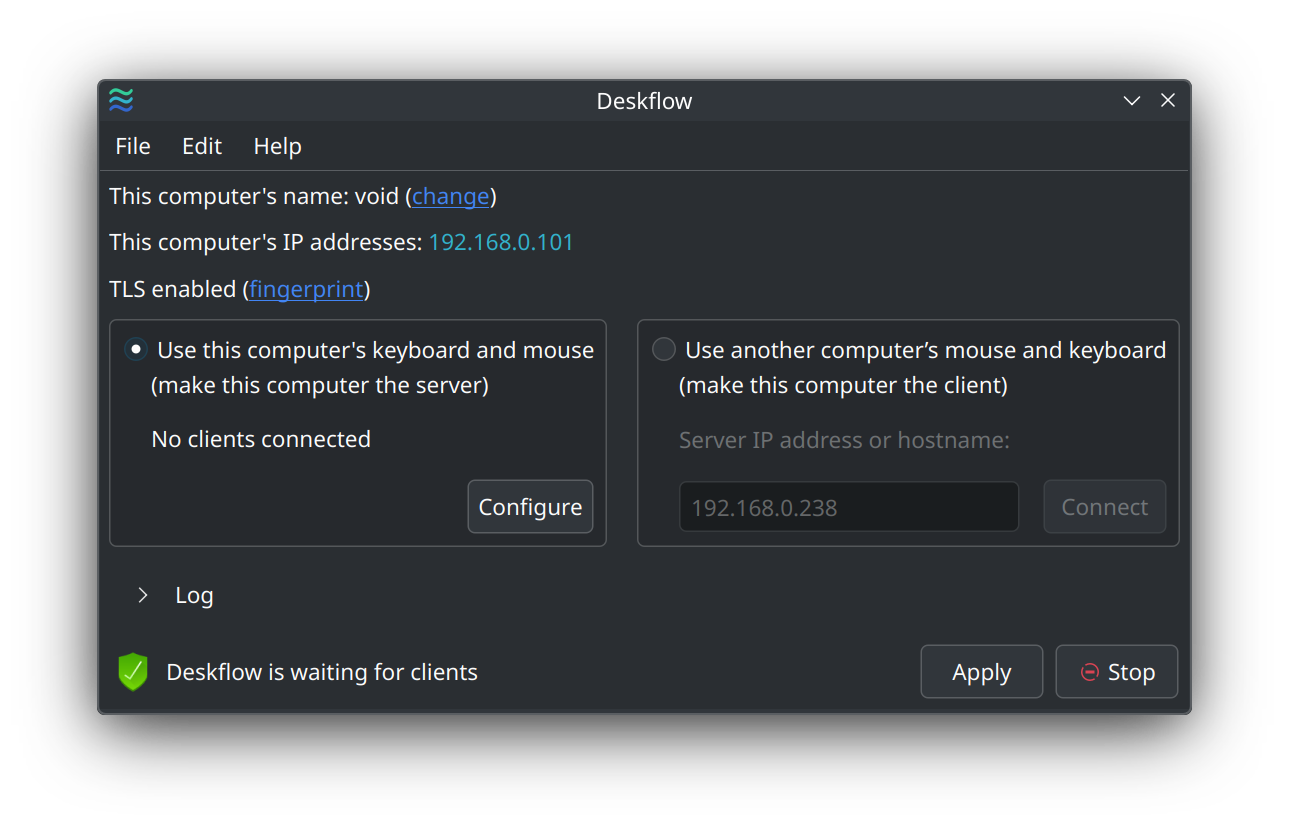 Deskflow
File Edit Help
This computer's name: void (change)
This computer's IP addresses: 192.168.0.101
TLS enabled (fingerprint)
Use this computer's keyboard and mouse
(make this computer the server)
No clients connected
Configure
Use another computer’s mouse and keyboard
(make this computer the client)
Server IP address or hostname:
192.168.0.238 Connect
Log
Deskflow is waiting for clients Apply Stop